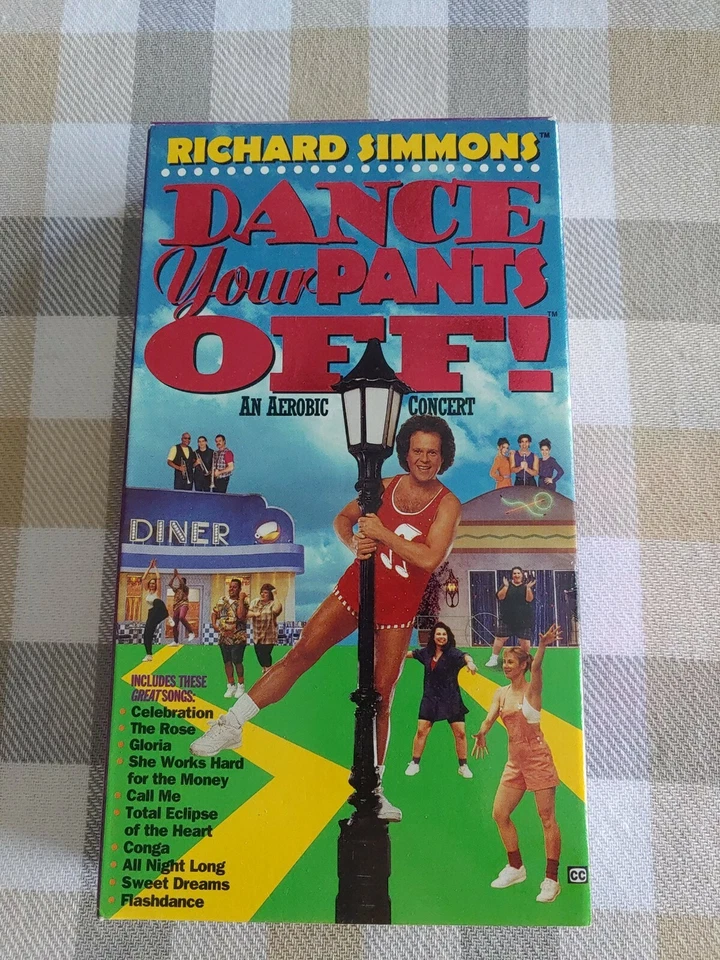 RICHARD SIMMONS™
DANCE
Your PANTS
OFF!™
AN AEROBIC CONCERT
DINER
INCLUDES THESE
GREAT SONGS:
• Celebration
• The Rose
• Gloria
• She Works Hard
for the Money
• Call Me
• Total Eclipse
of the Heart
• Conga
• All Night Long
• Sweet Dreams
• Flashdance
CC